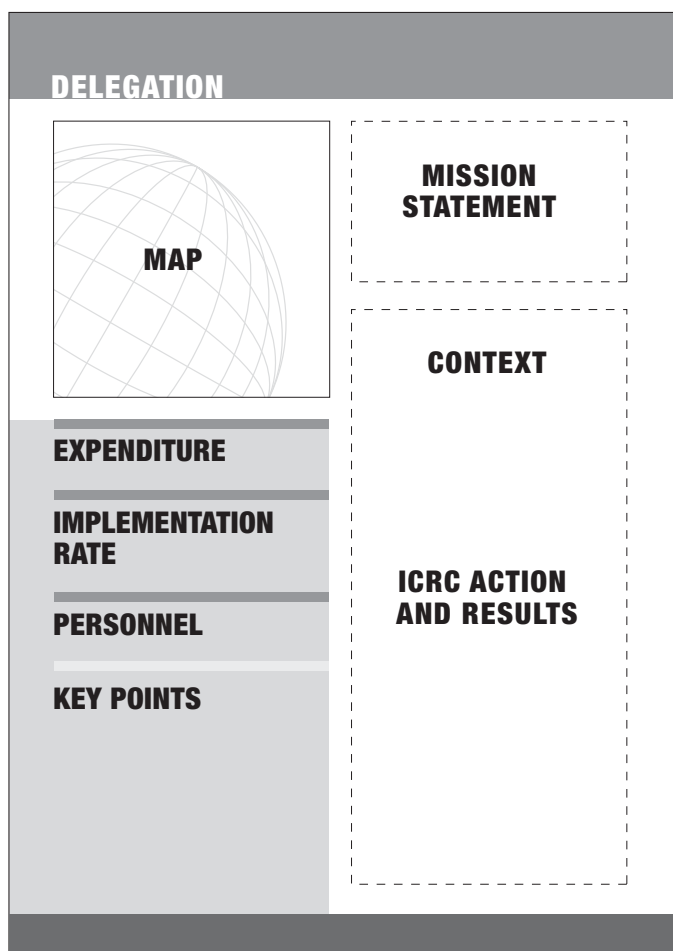 DELEGATION
MAP
EXPENDITURE
IMPLEMENTATION
RATE
PERSONNEL
KEY POINTS
MISSION
STATEMENT
CONTEXT
ICRC ACTION
AND RESULTS